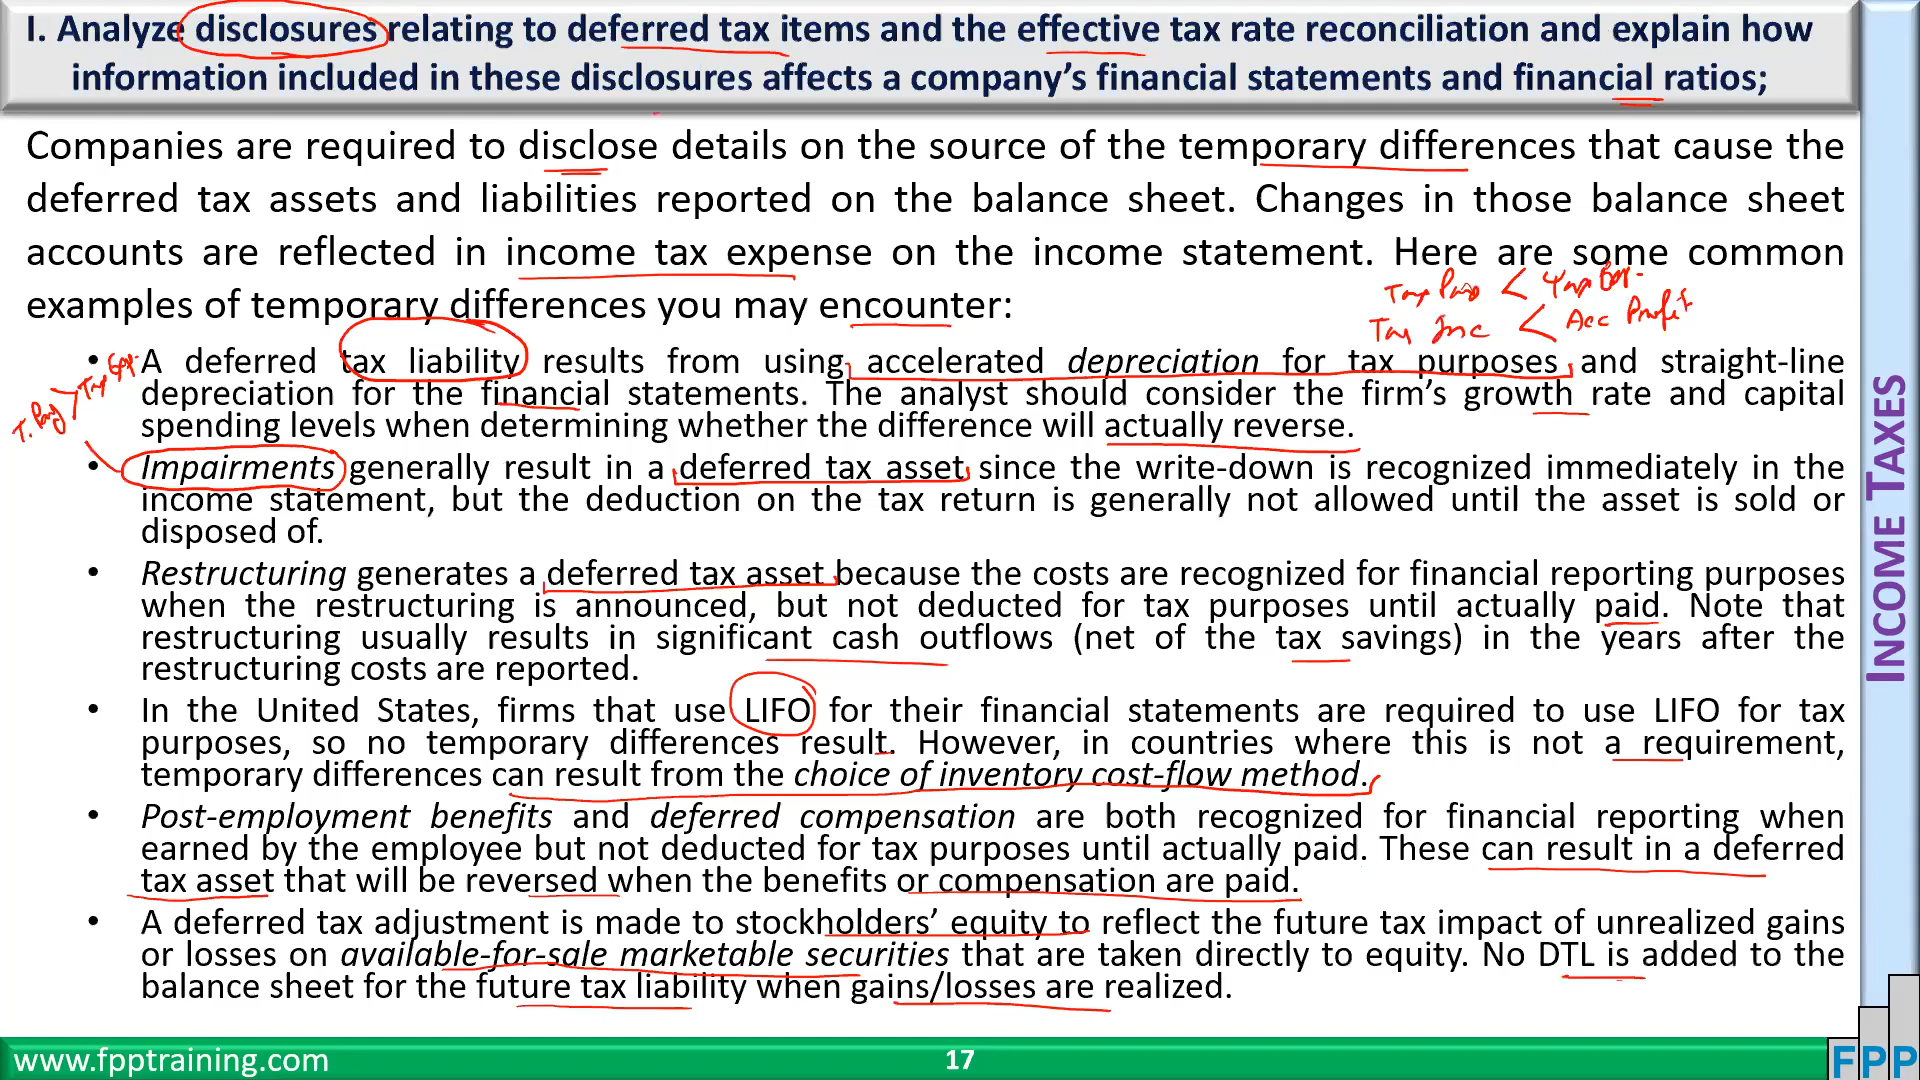 I. Analyze disclosures relating to deferred tax items and the effective tax rate reconciliation and explain how
information included in these disclosures affects a company's financial statements and financial ratios;
Companies are required to disclose details on the source of the temporary differences that cause the
deferred tax assets and liabilities reported on the balance sheet. Changes in those balance sheet
accounts are reflected in income tax expense on the income statement. Here are some common
examples of temporary differences you may encounter:
Tax Inc < Acc Profit
• A deferred tax liability results from using accelerated depreciation for tax purposes and straight-line
depreciation for the financial statements. The analyst should consider the firm's growth rate and capital
spending levels when determining whether the difference will actually reverse.
• Impairments generally result in a deferred tax asset since the write-down is recognized immediately in the
income statement, but the deduction on the tax return is generally not allowed until the asset is sold or
disposed of.
• Restructuring generates a deferred tax asset because the costs are recognized for financial reporting purposes
when the restructuring is announced, but not deducted for tax purposes until actually paid. Note that
restructuring usually results in significant cash outflows (net of the tax savings) in the years after the
restructuring costs are reported.
• In the United States, firms that use LIFO for their financial statements are required to use LIFO for tax
purposes, so no temporary differences result. However, in countries where this is not a requirement,
temporary differences can result from the choice of inventory cost-flow method.
• Post-employment benefits and deferred compensation are both recognized for financial reporting when
earned by the employee but not deducted for tax purposes until actually paid. These can result in a deferred
tax asset that will be reversed when the benefits or compensation are paid.
• A deferred tax adjustment is made to stockholders' equity to reflect the future tax impact of unrealized gains
or losses on available-for-sale marketable securities that are taken directly to equity. No DTL is added to the
balance sheet for the future tax liability when gains/losses are realized.
INCOME TAXES
www.fpptraining.com
17
FPP